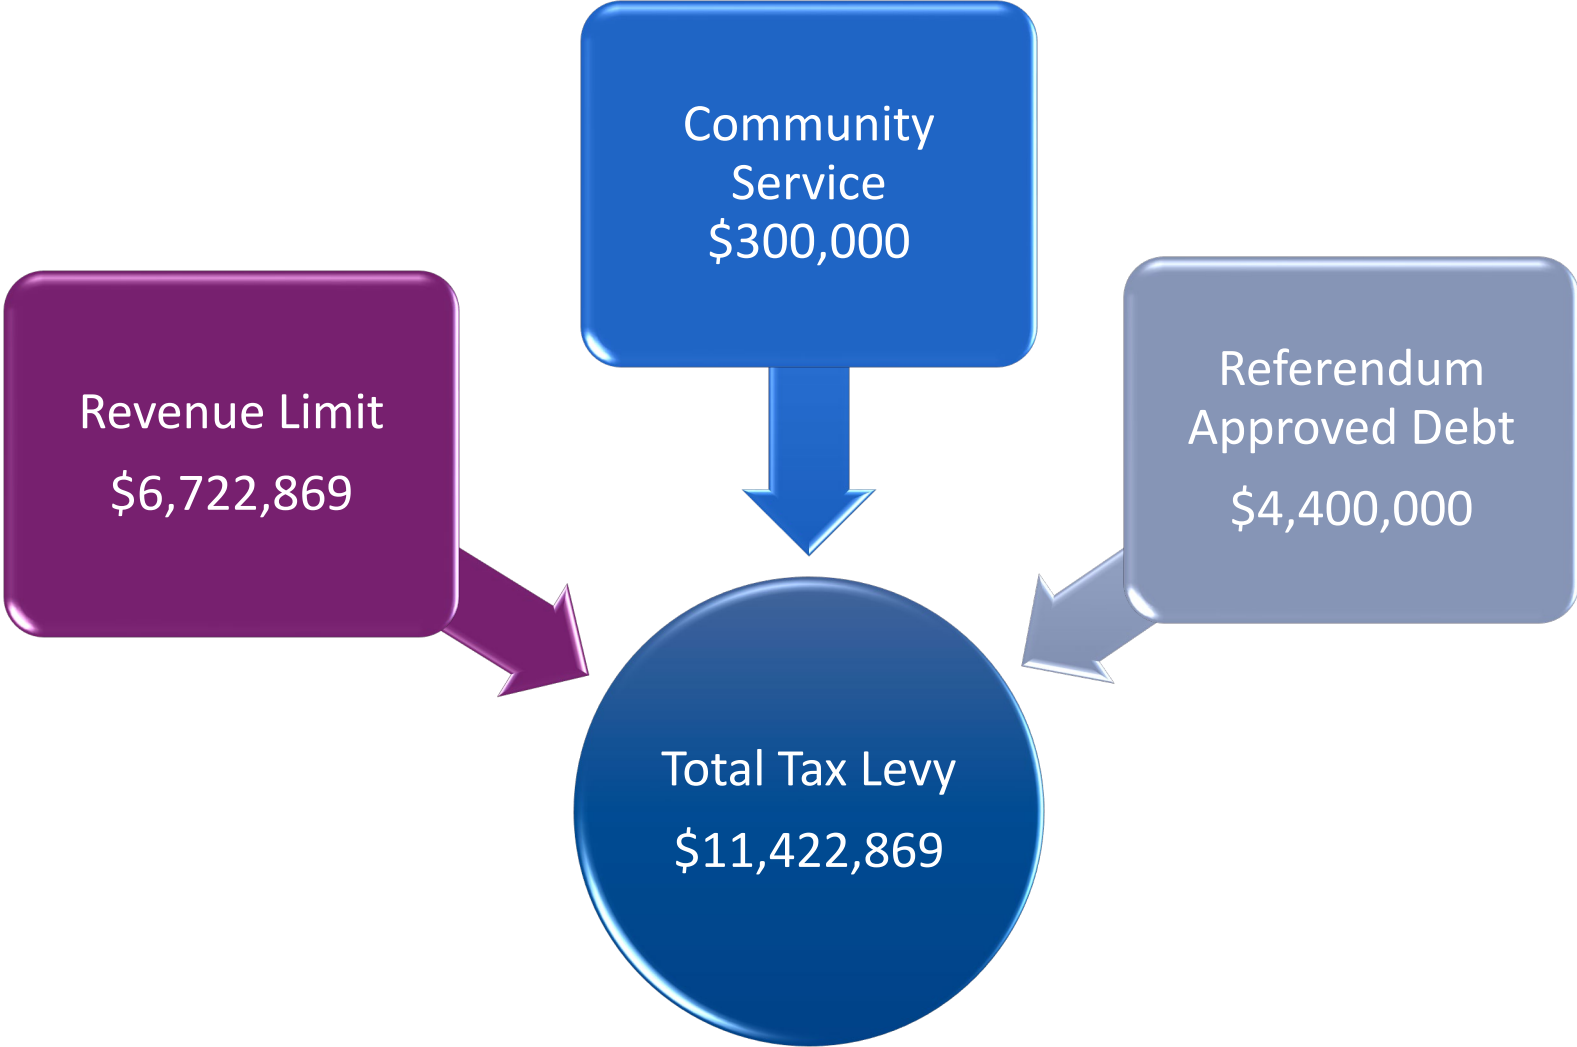 Community
Service
$300,000
Revenue Limit
$6,722,869
Referendum
Approved Debt
$4,400,000
Total Tax Levy
$11,422,869